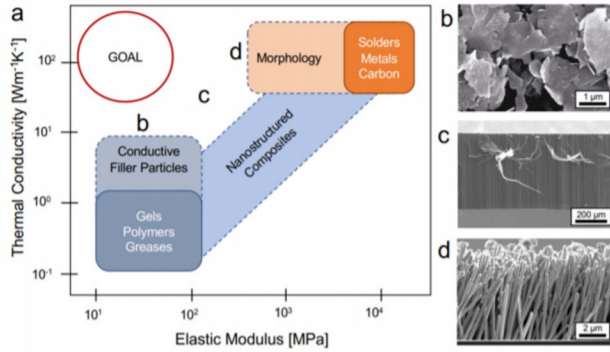 a
Thermal Conductivity [Wm⁻¹K⁻¹]
10²
10¹
10⁰
10⁻¹
GOAL
d
Morphology
Solders
Metals
Carbon
c
b
Conductive
Filler Particles
Nanostructured
Composites
Gels
Polymers
Greases
10¹
10²
10³
10⁴
Elastic Modulus [MPa]
b
1 µm
c
200 µm
d
2 µm